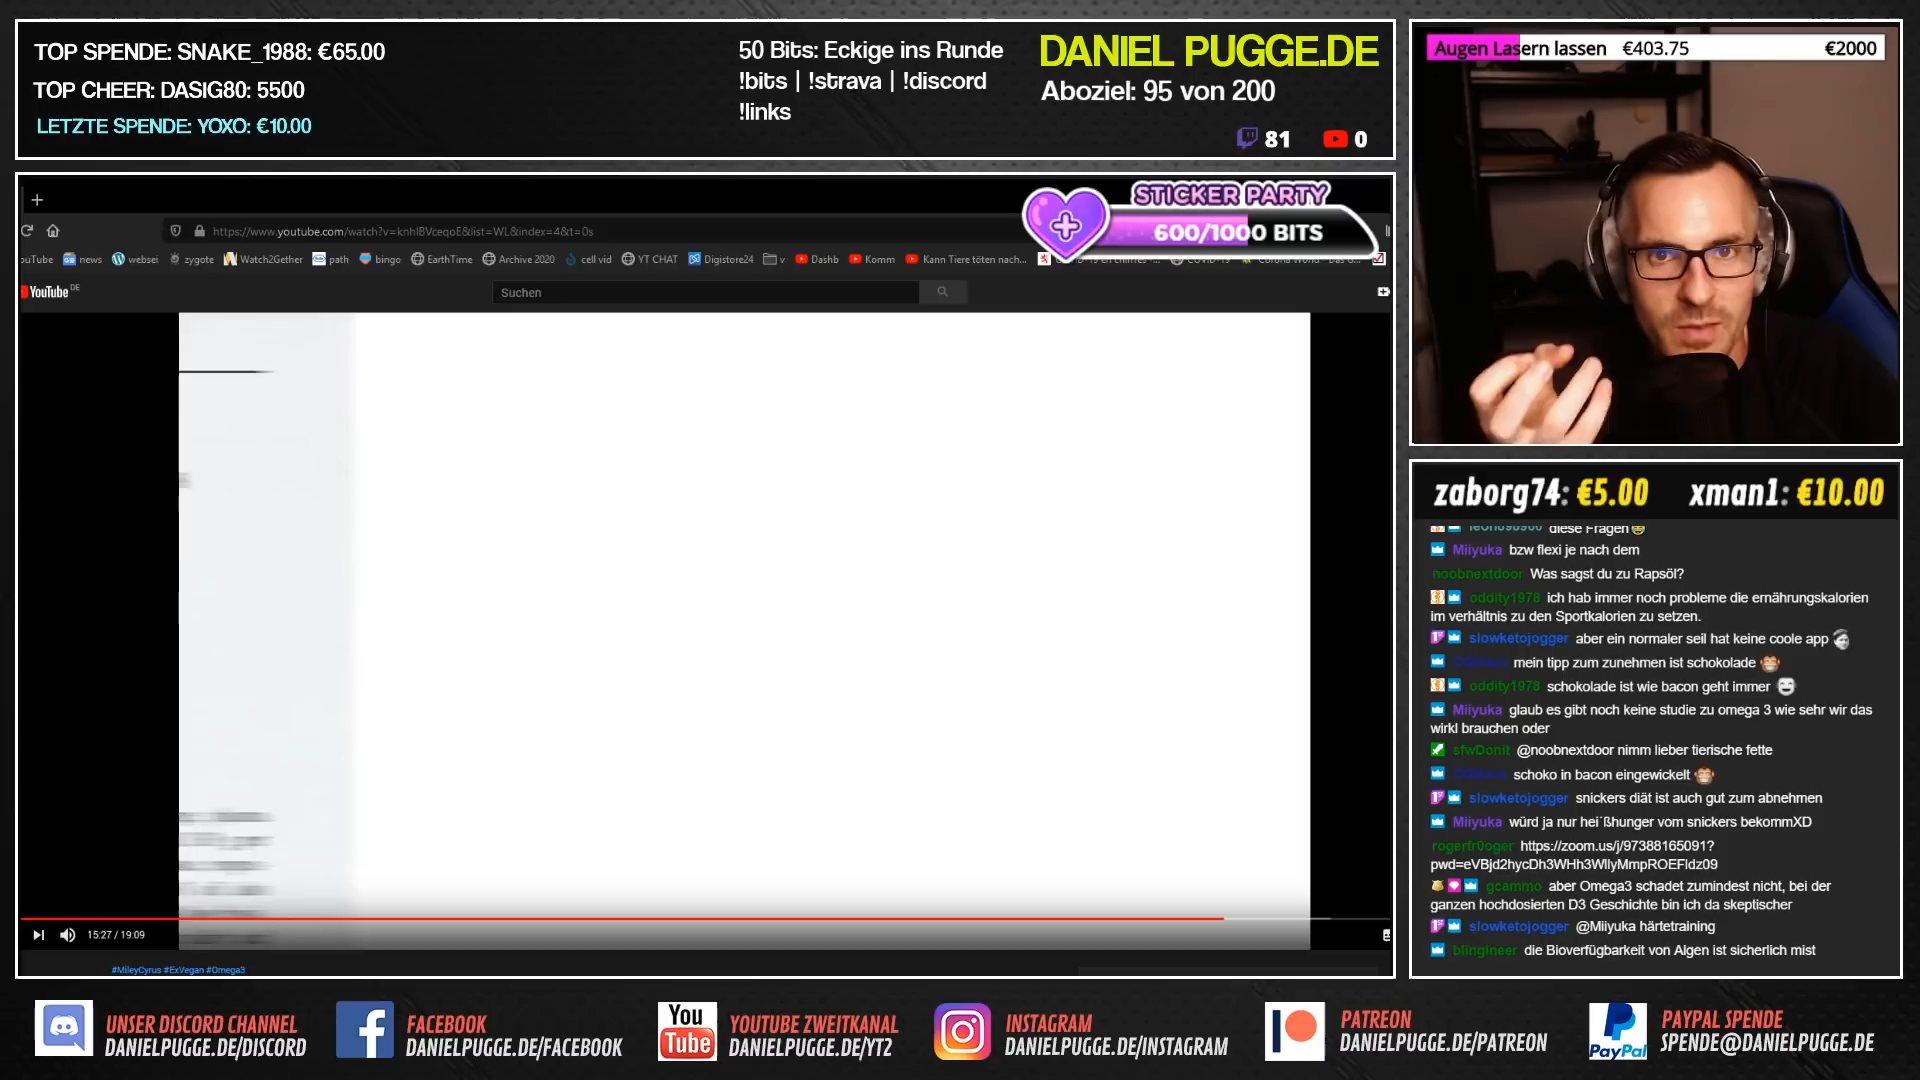 TOP SPENDE: SNAKE_1988: €65.00
TOP CHEER: DASIG80: 5500
LETZTE SPENDE: YOXO: €10.00
50 Bits: Eckige ins Runde
!bits | !strava | !discord
!links
DANIEL PUGGE.DE
Aboziel: 95 von 200
81
0
Augen Lasern lassen €403.75 €2000
STICKER PARTY
600/1000 BITS
https://www.youtube.com/watch?v=knhlBVceqoE&list=WL&index=4&t=0s
ouTube news websei zygote Watch2Gether path bingo EarthTime Archive 2020 cell vid YT CHAT Digistore24 v Dashb Komm Kann Tiere töten nach...
YouTube DE
Suchen
15:27 / 19:09
#MileyCyrus #ExVegan #Omega3
zaborg74: €5.00 xman1: €10.00
diese Fragen
Miiyuka bzw flexi je nach dem
noobnextdoor Was sagst du zu Rapsöl?
oddity1978 ich hab immer noch probleme die ernährungskalorien
im verhältnis zu den Sportkalorien zu setzen.
slowketojogger aber ein normaler seil hat keine coole app
mein tipp zum zunehmen ist schokolade
oddity1978 schokolade ist wie bacon geht immer
Miiyuka glaub es gibt noch keine studie zu omega 3 wie sehr wir das
wirkl brauchen oder
sfwDonit @noobnextdoor nimm lieber tierische fette
schoko in bacon eingewickelt
slowketojogger snickers diät ist auch gut zum abnehmen
Miiyuka würd ja nur hei´ßhunger vom snickers bekommXD
rogerfr0oger https://zoom.us/j/97388165091?
pwd=eVBjd2hycDh3WHh3WllyMmpROEFldz09
gcammo aber Omega3 schadet zumindest nicht, bei der
ganzen hochdosierten D3 Geschichte bin ich da skeptischer
slowketojogger @Miiyuka härtetraining
blingineer die Bioverfügbarkeit von Algen ist sicherlich mist
UNSER DISCORD CHANNEL
DANIELPUGGE.DE/DISCORD
FACEBOOK
DANIELPUGGE.DE/FACEBOOK
You
Tube
YOUTUBE ZWEITKANAL
DANIELPUGGE.DE/YT2
INSTAGRAM
DANIELPUGGE.DE/INSTAGRAM
PATREON
DANIELPUGGE.DE/PATREON
PayPal
PAYPAL SPENDE
SPENDE@DANIELPUGGE.DE